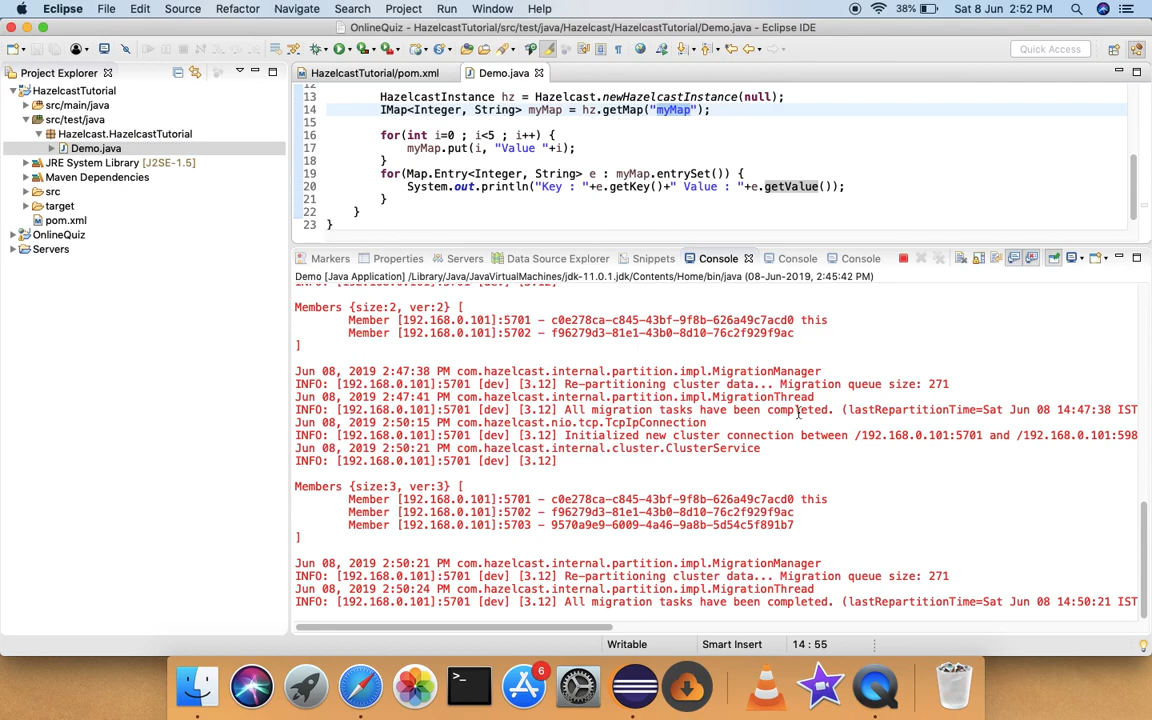 Eclipse File Edit Source Refactor Navigate Search Project Run Window Help 38% Sat 8 Jun 2:52 PM
OnlineQuiz - HazelcastTutorial/src/test/java/HazelcastTutorial/Demo.java - Eclipse IDE
Quick Access
Project Explorer
HazelcastTutorial
src/main/java
src/test/java
Hazelcast.HazelcastTutorial
Demo.java
JRE System Library [J2SE-1.5]
Maven Dependencies
src
target
pom.xml
OnlineQuiz
Servers
HazelcastTutorial/pom.xml Demo.java
12
13 HazelcastInstance hz = Hazelcast.newHazelcastInstance(null);
14 IMap<Integer, String> myMap = hz.getMap("myMap");
15
16 for(int i=0 ; i<5 ; i++) {
17 myMap.put(i, "Value "+i);
18 }
19 for(Map.Entry<Integer, String> e : myMap.entrySet()) {
20 System.out.println("Key : "+e.getKey()+" Value : "+e.getValue());
21 }
22 }
23 }
Markers Properties Servers Data Source Explorer Snippets Console Console Console
Demo [Java Application] /Library/Java/JavaVirtualMachines/jdk-11.0.1.jdk/Contents/Home/bin/java (08-Jun-2019, 2:45:42 PM)
INFO: [192.168.0.101]:5701 [dev] [3.12]
Members {size:2, ver:2} [
Member [192.168.0.101]:5701 - c0e278ca-c845-43bf-9f8b-626a49c7acd0 this
Member [192.168.0.101]:5702 - f96279d3-81e1-43b0-8d10-76c2f929f9ac
]
Jun 08, 2019 2:47:38 PM com.hazelcast.internal.partition.impl.MigrationManager
INFO: [192.168.0.101]:5701 [dev] [3.12] Re-partitioning cluster data... Migration queue size: 271
Jun 08, 2019 2:47:41 PM com.hazelcast.internal.partition.impl.MigrationThread
INFO: [192.168.0.101]:5701 [dev] [3.12] All migration tasks have been completed. (lastRepartitionTime=Sat Jun 08 14:47:38 IST
Jun 08, 2019 2:50:15 PM com.hazelcast.nio.tcp.TcpIpConnection
INFO: [192.168.0.101]:5701 [dev] [3.12] Initialized new cluster connection between /192.168.0.101:5701 and /192.168.0.101:598
Jun 08, 2019 2:50:21 PM com.hazelcast.internal.cluster.ClusterService
INFO: [192.168.0.101]:5701 [dev] [3.12]
Members {size:3, ver:3} [
Member [192.168.0.101]:5701 - c0e278ca-c845-43bf-9f8b-626a49c7acd0 this
Member [192.168.0.101]:5702 - f96279d3-81e1-43b0-8d10-76c2f929f9ac
Member [192.168.0.101]:5703 - 9570a9e9-6009-4a46-9a8b-5d54c5f891b7
]
Jun 08, 2019 2:50:21 PM com.hazelcast.internal.partition.impl.MigrationManager
INFO: [192.168.0.101]:5701 [dev] [3.12] Re-partitioning cluster data... Migration queue size: 271
Jun 08, 2019 2:50:24 PM com.hazelcast.internal.partition.impl.MigrationThread
INFO: [192.168.0.101]:5701 [dev] [3.12] All migration tasks have been completed. (lastRepartitionTime=Sat Jun 08 14:50:21 IST
Writable Smart Insert 14 : 55
6